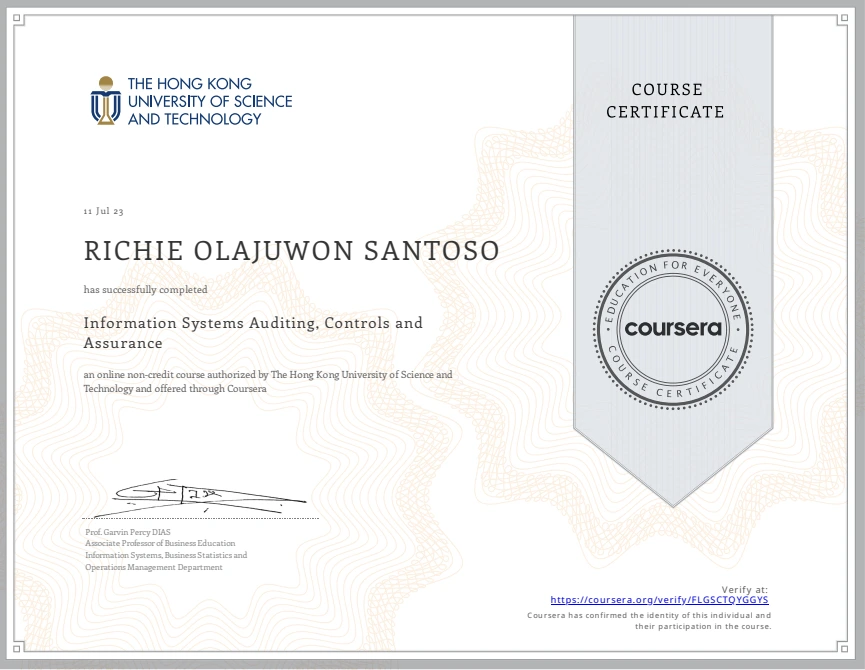 THE HONG KONG
UNIVERSITY OF SCIENCE
AND TECHNOLOGY
COURSE
CERTIFICATE
11 Jul 23
RICHIE OLAJUWON SANTOSO
has successfully completed
Information Systems Auditing, Controls and
Assurance
an online non-credit course authorized by The Hong Kong University of Science and
Technology and offered through Coursera
EDUCATION FOR EVERYONE
coursera
COURSE CERTIFICATE
Prof. Garvin Percy DIAS
Associate Professor of Business Education
Information Systems, Business Statistics and
Operations Management Department
Verify at:
https://coursera.org/verify/FLGSCTQYGGYS
Coursera has confirmed the identity of this individual and
their participation in the course.